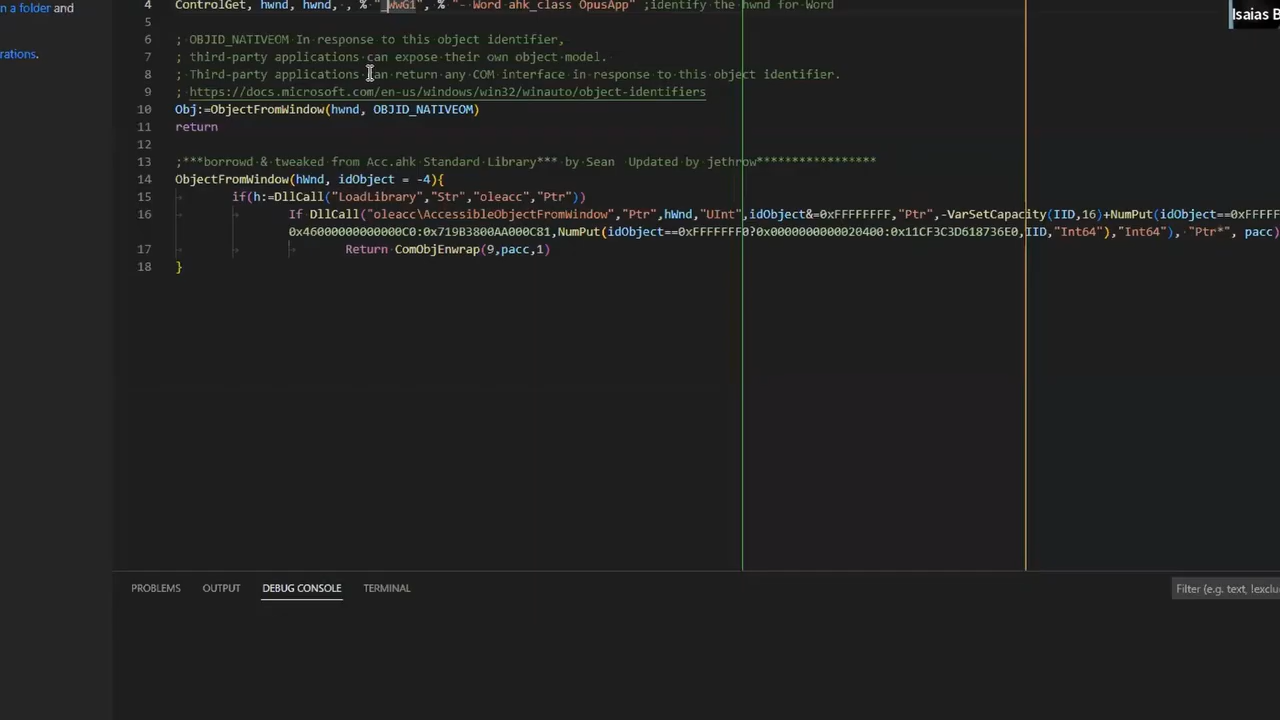 n a folder and
rations.
Isaias B
4 ControlGet, hwnd, hwnd, , % "_WwG1", % "- Word ahk_class OpusApp" ;identify the hwnd for Word
5
6 ; OBJID_NATIVEOM In response to this object identifier,
7 ; third-party applications can expose their own object model.
8 ; Third-party applications can return any COM interface in response to this object identifier.
9 ; https://docs.microsoft.com/en-us/windows/win32/winauto/object-identifiers
10 Obj:=ObjectFromWindow(hwnd, OBJID_NATIVEOM)
11 return
12
13 ;***borrowd & tweaked from Acc.ahk Standard Library*** by Sean Updated by jethrow*****************
14 ObjectFromWindow(hWnd, idObject = -4){
15 if(h:=DllCall("LoadLibrary","Str","oleacc","Ptr"))
16 If DllCall("oleacc\AccessibleObjectFromWindow","Ptr",hWnd,"UInt",idObject&=0xFFFFFFFF,"Ptr",-VarSetCapacity(IID,16)+NumPut(idObject==0xFFFFF
0x46000000000000C0:0x719B3800AA000C81,NumPut(idObject==0xFFFFFFF0?0x0000000000020400:0x11CF3C3D618736E0,IID,"Int64"),"Int64"), "Ptr*", pacc)
17 Return ComObjEnwrap(9,pacc,1)
18 }
PROBLEMS OUTPUT DEBUG CONSOLE TERMINAL
Filter (e.g. text, !exclu